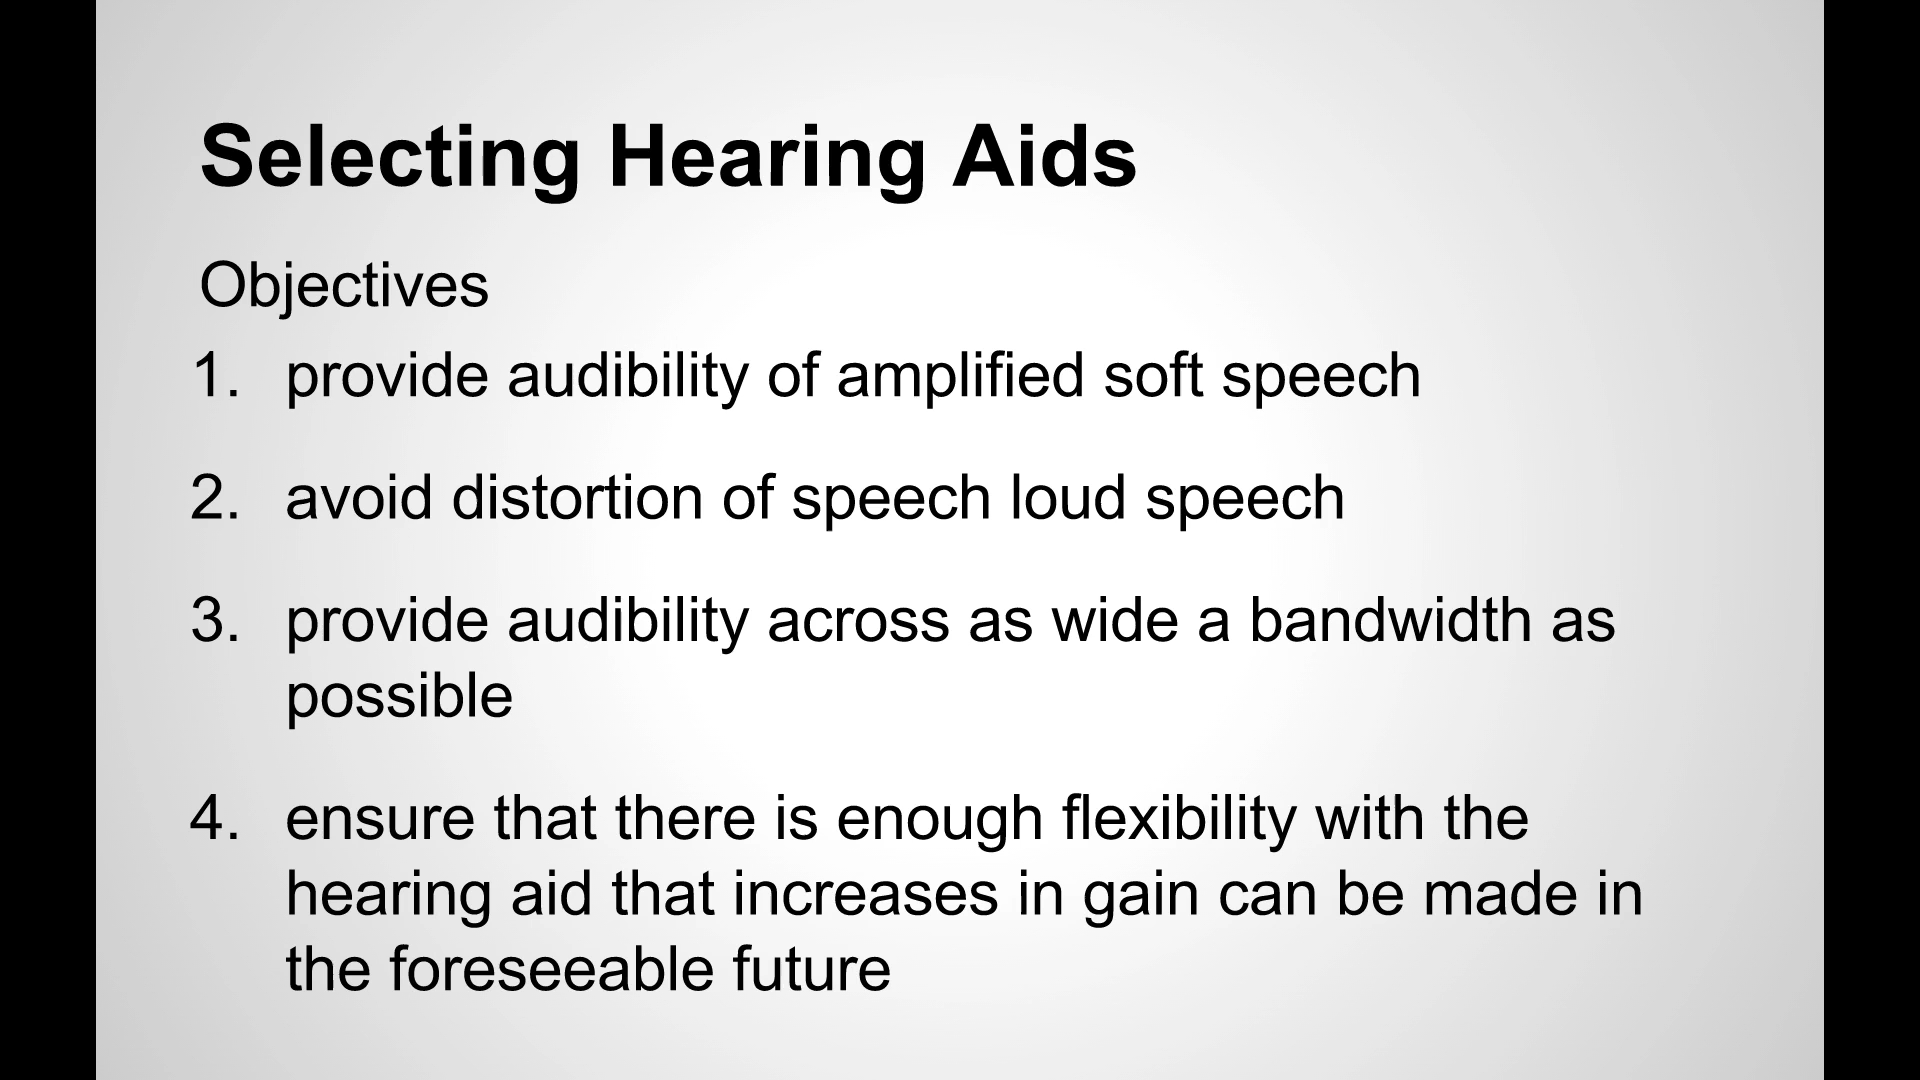 Selecting Hearing Aids
Objectives
1. provide audibility of amplified soft speech
2. avoid distortion of speech loud speech
3. provide audibility across as wide a bandwidth as
possible
4. ensure that there is enough flexibility with the
hearing aid that increases in gain can be made in
the foreseeable future